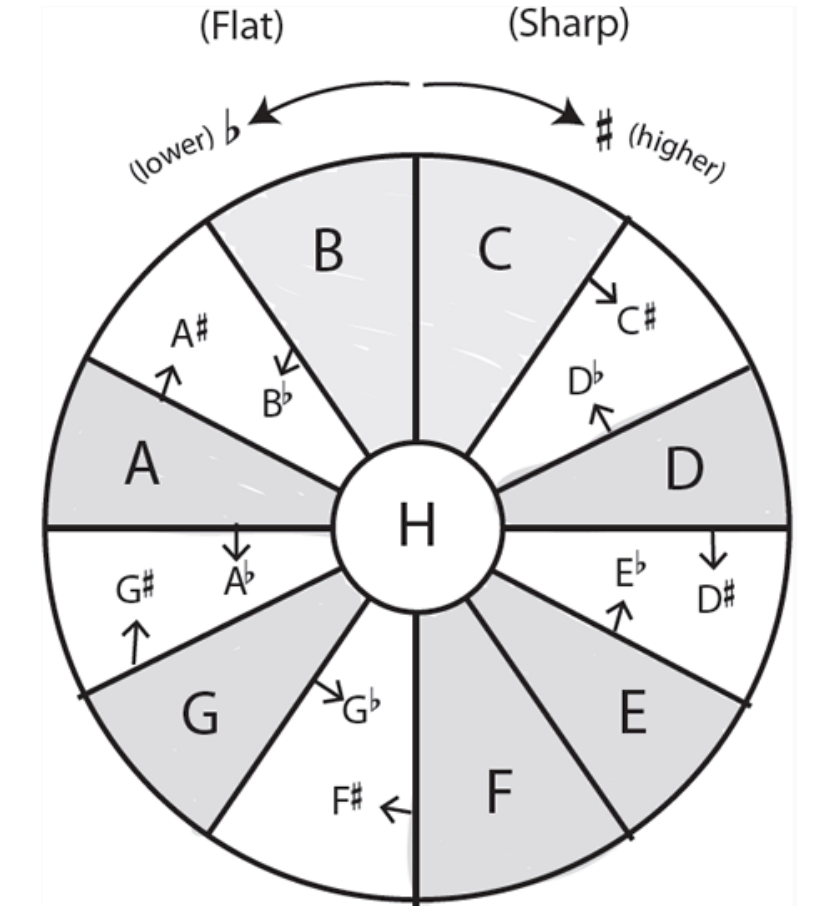 (Flat)
(Sharp)
(lower) ♭
♯ (higher)
B
C
A♯
B♭
C♯
D♭
A
H
D
G♯
A♭
E♭
D♯
G
G♭
F♯
F
E